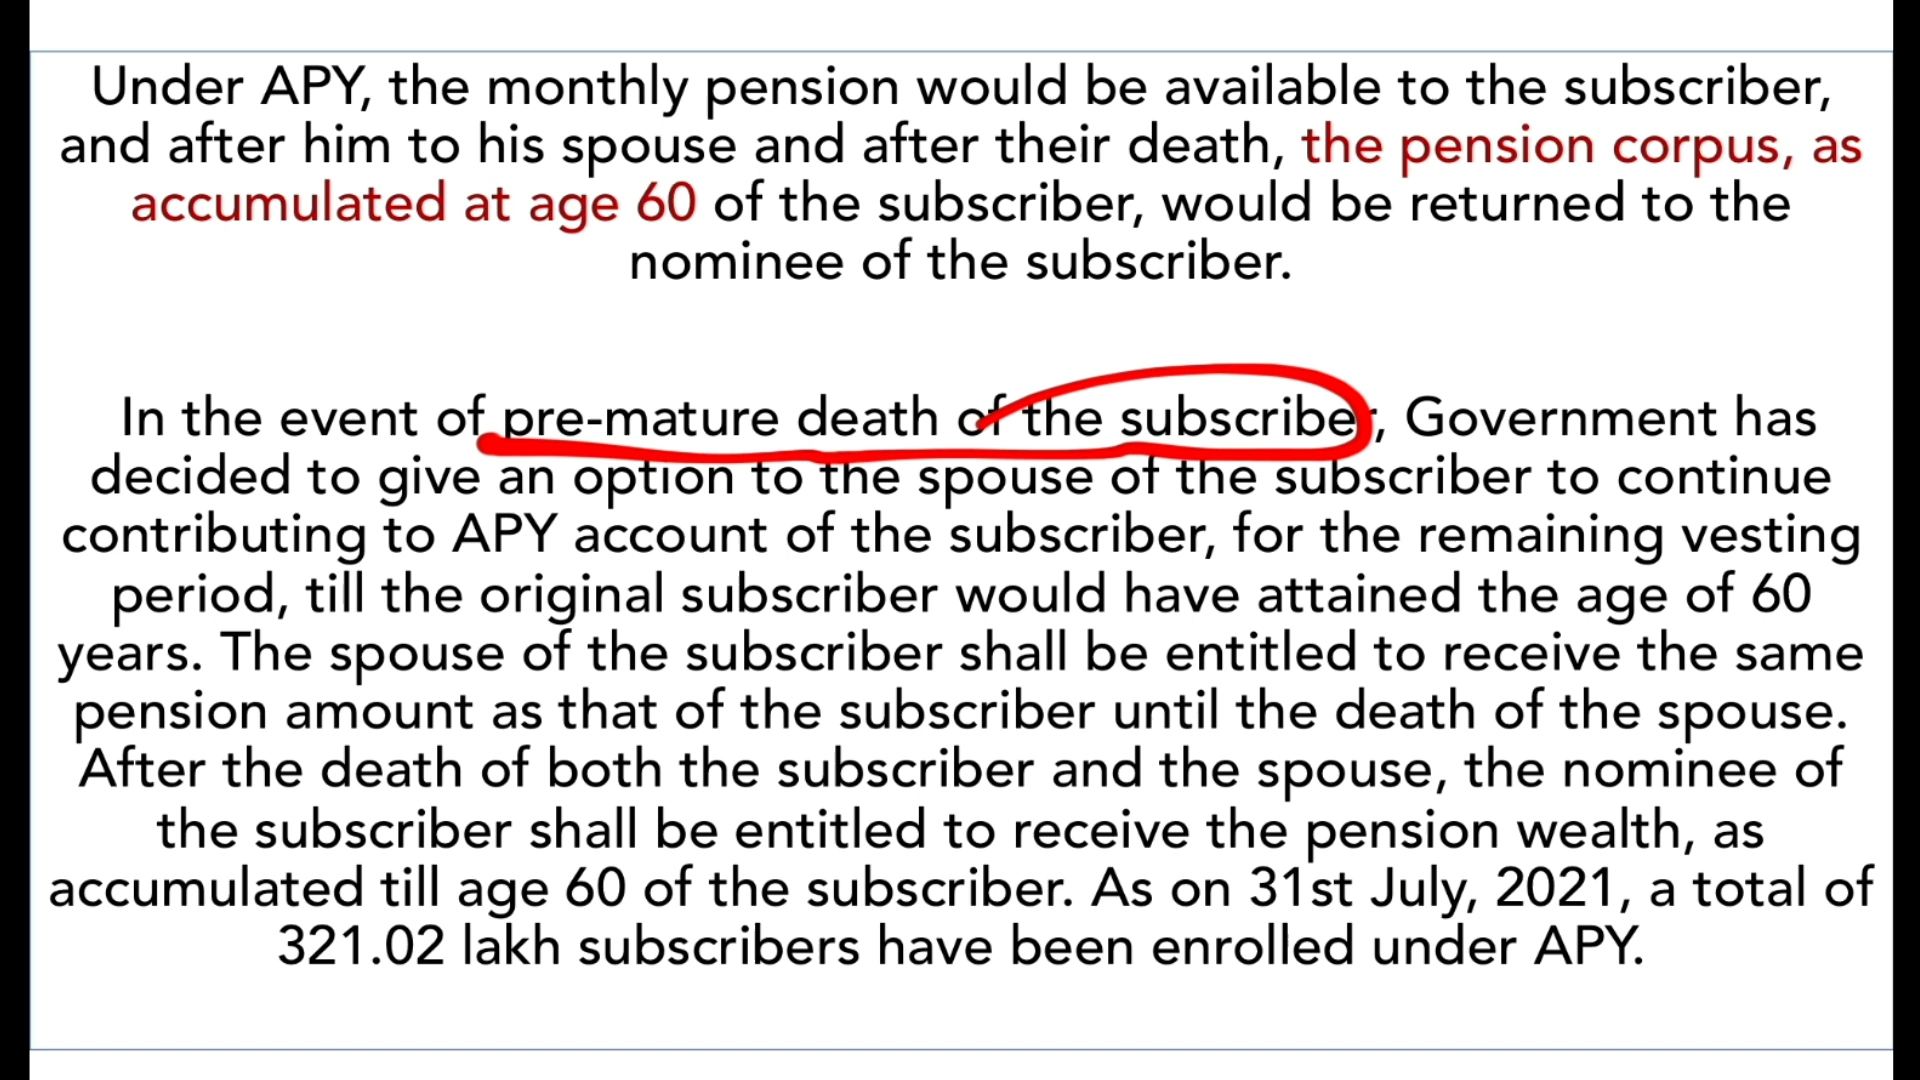 Under APY, the monthly pension would be available to the subscriber,
and after him to his spouse and after their death, the pension corpus, as
accumulated at age 60 of the subscriber, would be returned to the
nominee of the subscriber.
In the event of pre-mature death of the subscriber, Government has
decided to give an option to the spouse of the subscriber to continue
contributing to APY account of the subscriber, for the remaining vesting
period, till the original subscriber would have attained the age of 60
years. The spouse of the subscriber shall be entitled to receive the same
pension amount as that of the subscriber until the death of the spouse.
After the death of both the subscriber and the spouse, the nominee of
the subscriber shall be entitled to receive the pension wealth, as
accumulated till age 60 of the subscriber. As on 31st July, 2021, a total of
321.02 lakh subscribers have been enrolled under APY.